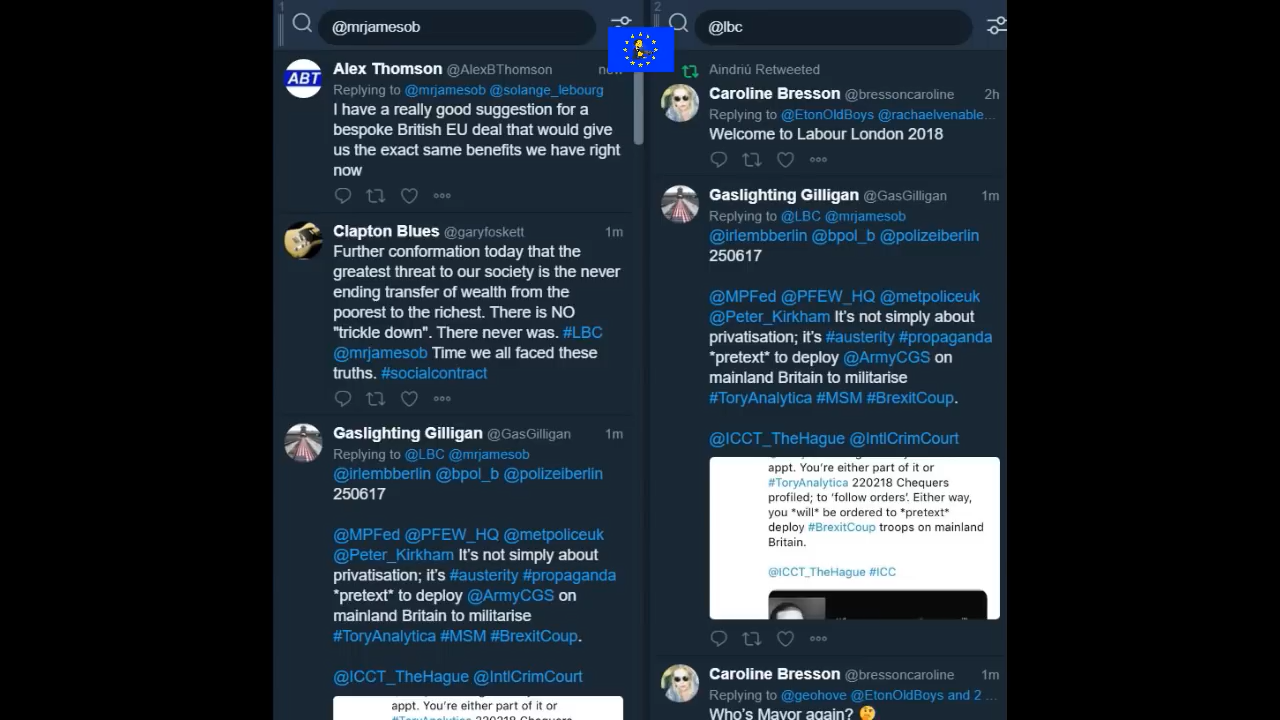 1
@mrjamesob
Alex Thomson @AlexBThomson now
ABT
Replying to @mrjamesob @solange_lebourg
I have a really good suggestion for a
bespoke British EU deal that would give
us the exact same benefits we have right
now
Clapton Blues @garyfoskett 1m
Further conformation today that the
greatest threat to our society is the never
ending transfer of wealth from the
poorest to the richest. There is NO
"trickle down". There never was. #LBC
@mrjamesob Time we all faced these
truths. #socialcontract
Gaslighting Gilligan @GasGilligan 1m
Replying to @LBC @mrjamesob
@irlembberlin @bpol_b @polizeiberlin
250617
@MPFed @PFEW_HQ @metpoliceuk
@Peter_Kirkham It's not simply about
privatisation; it's #austerity #propaganda
*pretext* to deploy @ArmyCGS on
mainland Britain to militarise
#ToryAnalytica #MSM #BrexitCoup.
@ICCT_TheHague @IntlCrimCourt
appt. You're either part of it or
#ToryAnalytica 220218 Chequers
2
@lbc
Aindriú Retweeted
Caroline Bresson @bressoncaroline 2h
Replying to @EtonOldBoys @rachaelvenable...
Welcome to Labour London 2018
Gaslighting Gilligan @GasGilligan 1m
Replying to @LBC @mrjamesob
@irlembberlin @bpol_b @polizeiberlin
250617
@MPFed @PFEW_HQ @metpoliceuk
@Peter_Kirkham It's not simply about
privatisation; it's #austerity #propaganda
*pretext* to deploy @ArmyCGS on
mainland Britain to militarise
#ToryAnalytica #MSM #BrexitCoup.
@ICCT_TheHague @IntlCrimCourt
appt. You're either part of it or
#ToryAnalytica 220218 Chequers
profiled; to 'follow orders'. Either way,
you *will* be ordered to *pretext*
deploy #BrexitCoup troops on mainland
Britain.
@ICCT_TheHague #ICC
Caroline Bresson @bressoncaroline 1m
Replying to @geohove @EtonOldBoys and 2 ...
Who's Mayor again? 🤔